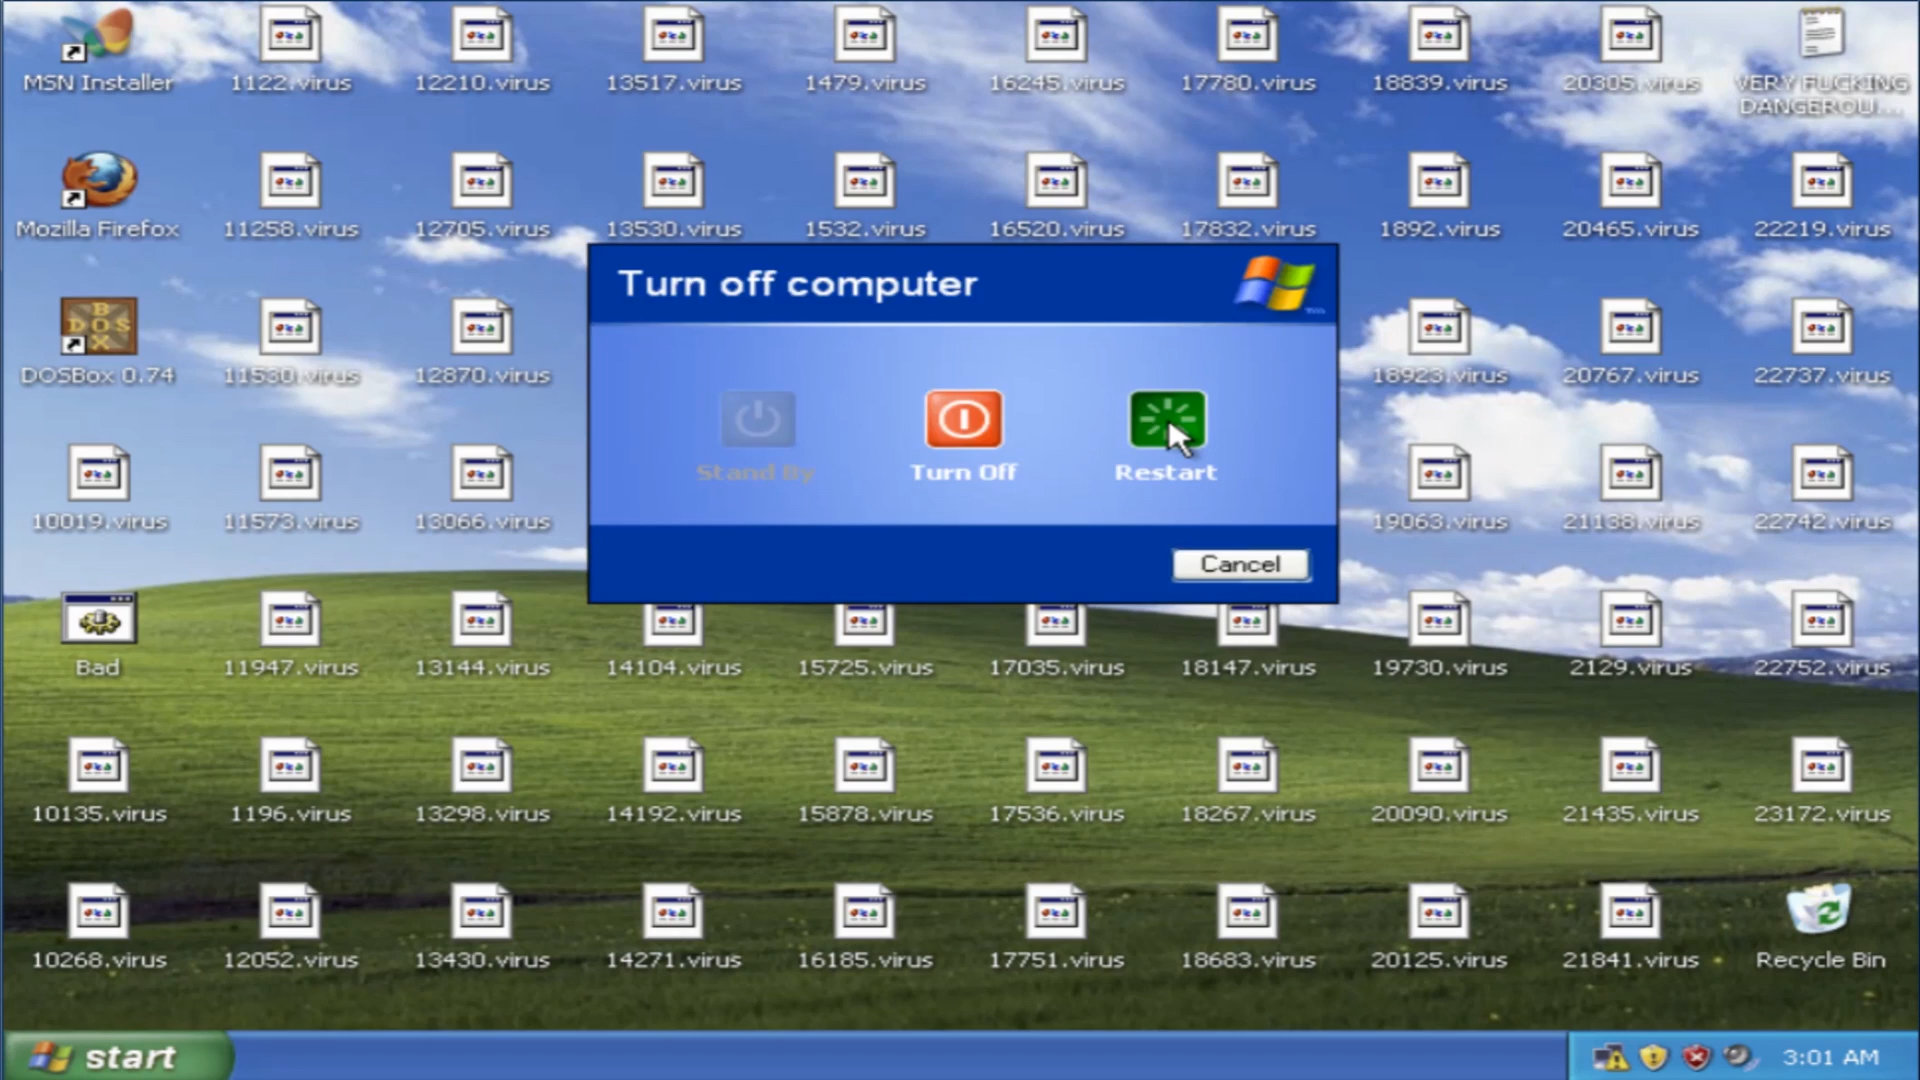 MSN Installer
1122.virus
12210.virus
13517.virus
1479.virus
16245.virus
17780.virus
18839.virus
20305.virus
VERY FUCKING
DANGEROU...
Mozilla Firefox
11258.virus
12705.virus
13530.virus
1532.virus
16520.virus
17832.virus
1892.virus
20465.virus
22219.virus
Turn off computer
DOSBox 0.74
11530.virus
12870.virus
18923.virus
20767.virus
22737.virus
Stand By
Turn Off
Restart
10019.virus
11573.virus
13066.virus
19063.virus
21138.virus
22742.virus
Cancel
Bad
11947.virus
13144.virus
14104.virus
15725.virus
17035.virus
18147.virus
19730.virus
2129.virus
22752.virus
10135.virus
1196.virus
13298.virus
14192.virus
15878.virus
17536.virus
18267.virus
20090.virus
21435.virus
23172.virus
10268.virus
12052.virus
13430.virus
14271.virus
16185.virus
17751.virus
18683.virus
20125.virus
21841.virus
Recycle Bin
start
3:01 AM